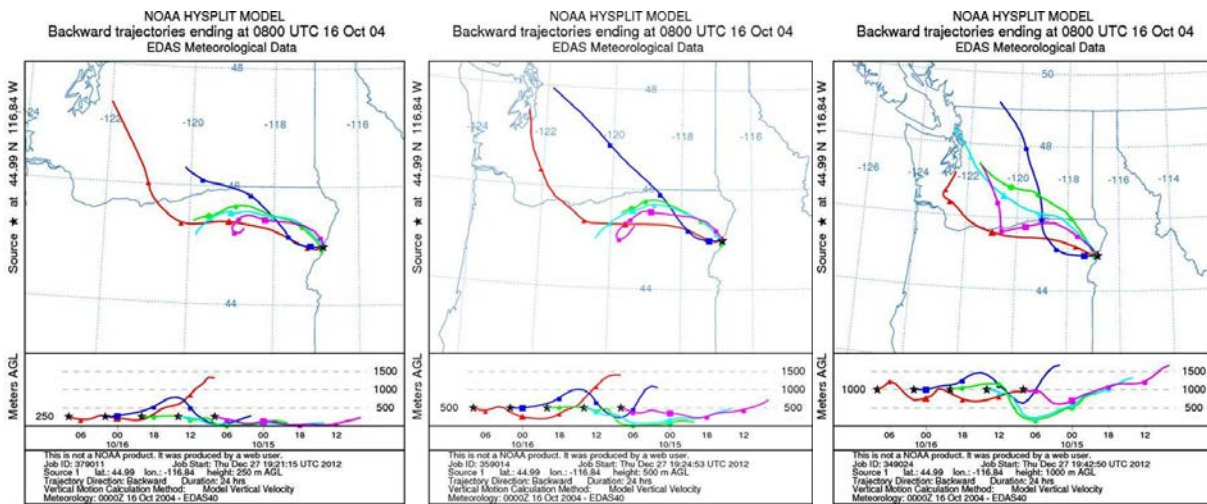 NOAA HYSPLIT MODEL
Backward trajectories ending at 0800 UTC 16 Oct 04
EDAS Meteorological Data
Source ★ at 44.99 N 116.84 W
48
-124
-122
-120
-118
-116
46
44
Meters AGL
250
1500
1000
500
06 00 18 12 06 00 18 12
10/16 10/15
This is not a NOAA product. It was produced by a web user.
Job ID: 379011 Job Start: Thu Dec 27 19:21:15 UTC 2012
Source 1 lat.: 44.99 lon.: -116.84 height: 250 m AGL
Trajectory Direction: Backward Duration: 24 hrs
Vertical Motion Calculation Method: Model Vertical Velocity
Meteorology: 0000Z 16 Oct 2004 - EDAS40
NOAA HYSPLIT MODEL
Backward trajectories ending at 0800 UTC 16 Oct 04
EDAS Meteorological Data
Source ★ at 44.99 N 116.84 W
48
-124
-122
-120
-118
-116
46
44
Meters AGL
500
1500
1000
500
06 00 18 12 06 00 18 12
10/16 10/15
This is not a NOAA product. It was produced by a web user.
Job ID: 359014 Job Start: Thu Dec 27 19:24:53 UTC 2012
Source 1 lat.: 44.99 lon.: -116.84 height: 500 m AGL
Trajectory Direction: Backward Duration: 24 hrs
Vertical Motion Calculation Method: Model Vertical Velocity
Meteorology: 0000Z 16 Oct 2004 - EDAS40
NOAA HYSPLIT MODEL
Backward trajectories ending at 0800 UTC 16 Oct 04
EDAS Meteorological Data
Source ★ at 44.99 N 116.84 W
50
48
-126
-124
-122
-120
-118
-116
-114
46
44
Meters AGL
1000
1500
1000
500
06 00 18 12 06 00 18 12
10/16 10/15
This is not a NOAA product. It was produced by a web user.
Job ID: 349024 Job Start: Thu Dec 27 19:42:50 UTC 2012
Source 1 lat.: 44.99 lon.: -116.84 height: 1000 m AGL
Trajectory Direction: Backward Duration: 24 hrs
Vertical Motion Calculation Method: Model Vertical Velocity
Meteorology: 0000Z 16 Oct 2004 - EDAS40